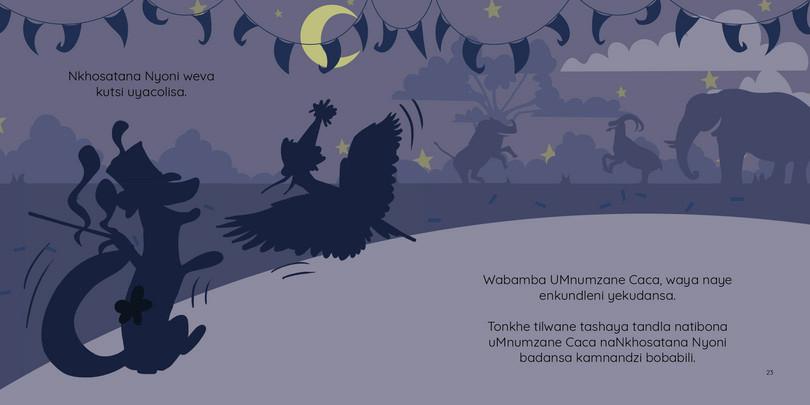 Nkhosatana Nyoni weva
kutsi uyacolisa.
Wabamba UMnumzane Caca, waya naye
enkundleni yekudansa.
Tonkhe tilwane tashaya tandla natibona
uMnumzane Caca naNkhosatana Nyoni
badansa kamnandzi bobabili.
23